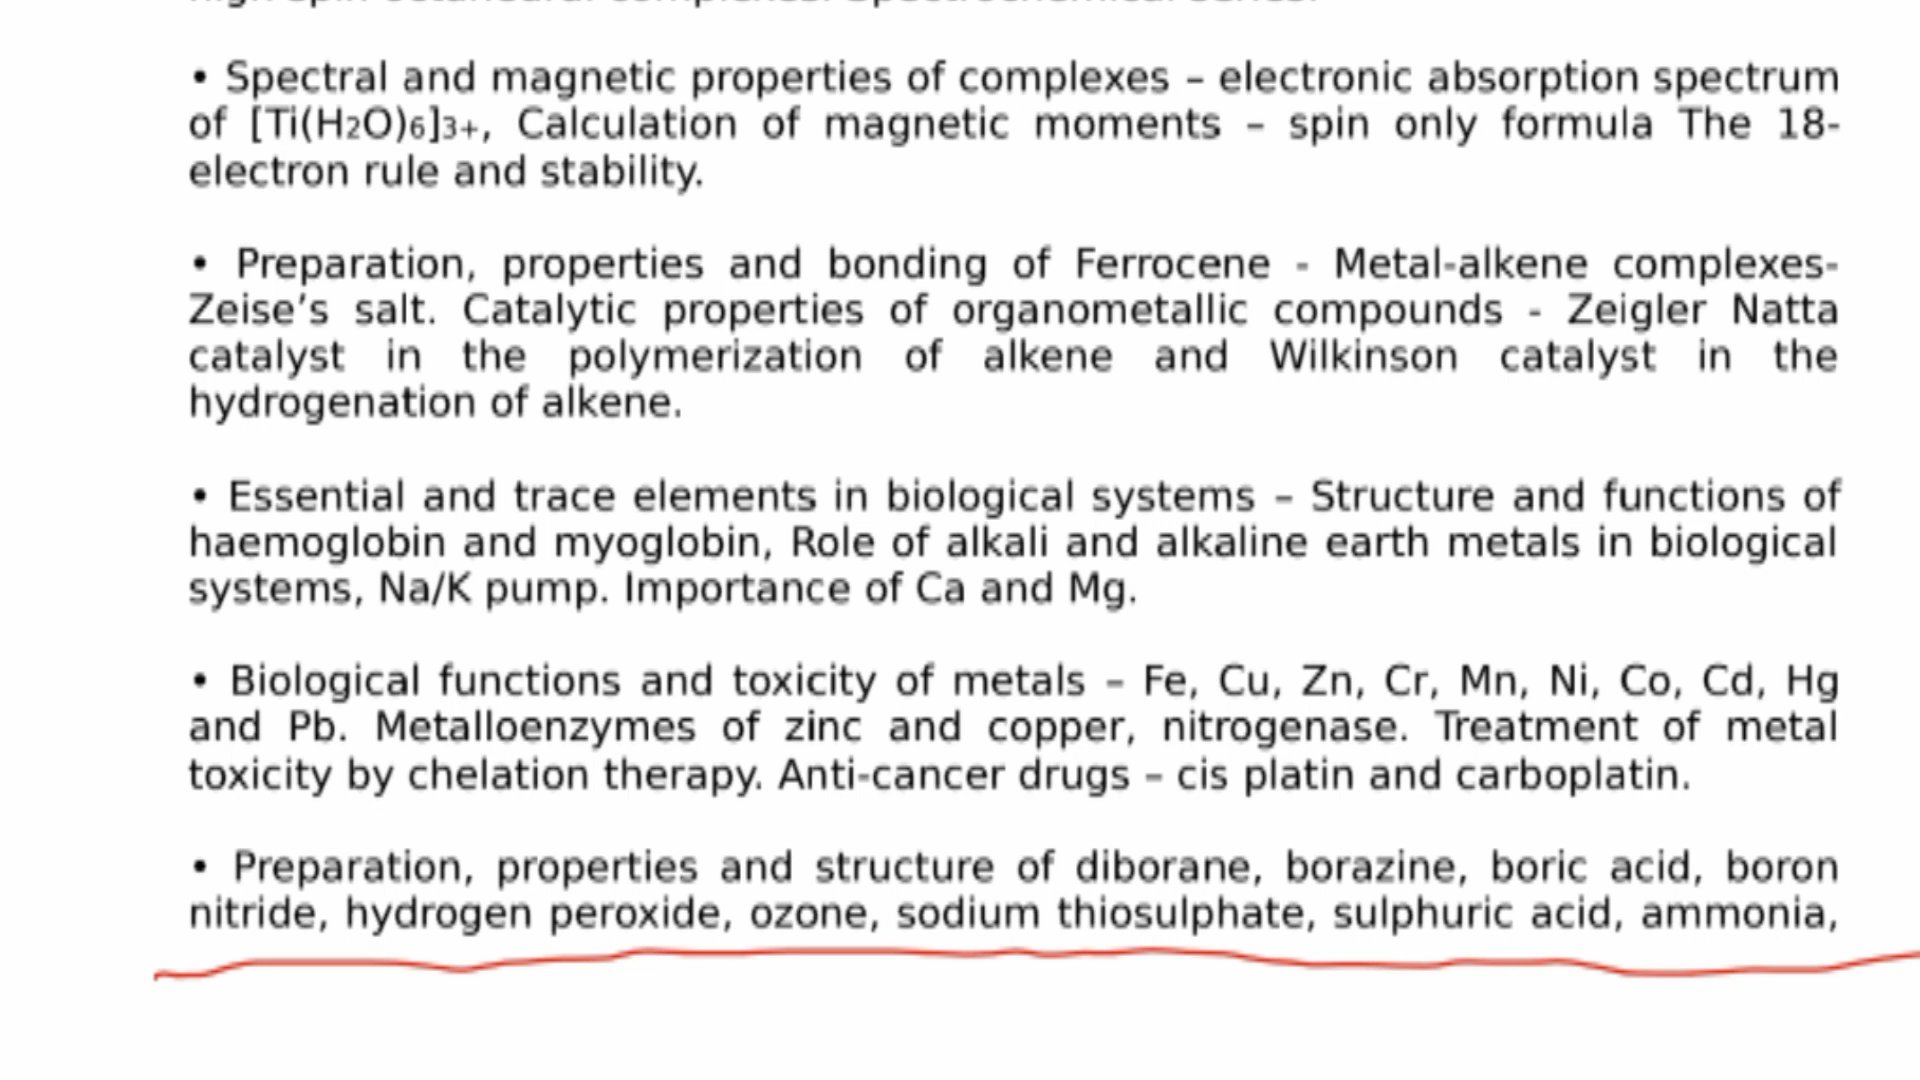 • Spectral and magnetic properties of complexes – electronic absorption spectrum
of [Ti(H2O)6]3+, Calculation of magnetic moments – spin only formula The 18-
electron rule and stability.
• Preparation, properties and bonding of Ferrocene - Metal-alkene complexes-
Zeise’s salt. Catalytic properties of organometallic compounds - Zeigler Natta
catalyst in the polymerization of alkene and Wilkinson catalyst in the
hydrogenation of alkene.
• Essential and trace elements in biological systems – Structure and functions of
haemoglobin and myoglobin, Role of alkali and alkaline earth metals in biological
systems, Na/K pump. Importance of Ca and Mg.
• Biological functions and toxicity of metals – Fe, Cu, Zn, Cr, Mn, Ni, Co, Cd, Hg
and Pb. Metalloenzymes of zinc and copper, nitrogenase. Treatment of metal
toxicity by chelation therapy. Anti-cancer drugs – cis platin and carboplatin.
• Preparation, properties and structure of diborane, borazine, boric acid, boron
nitride, hydrogen peroxide, ozone, sodium thiosulphate, sulphuric acid, ammonia,